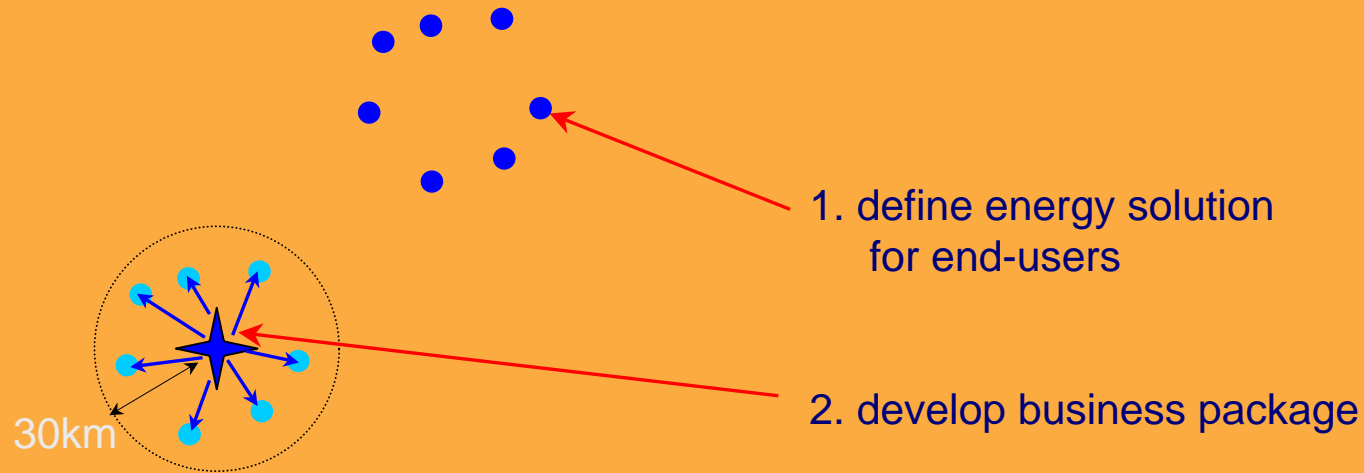 1. define energy solution
for end-users
2. develop business package
30km